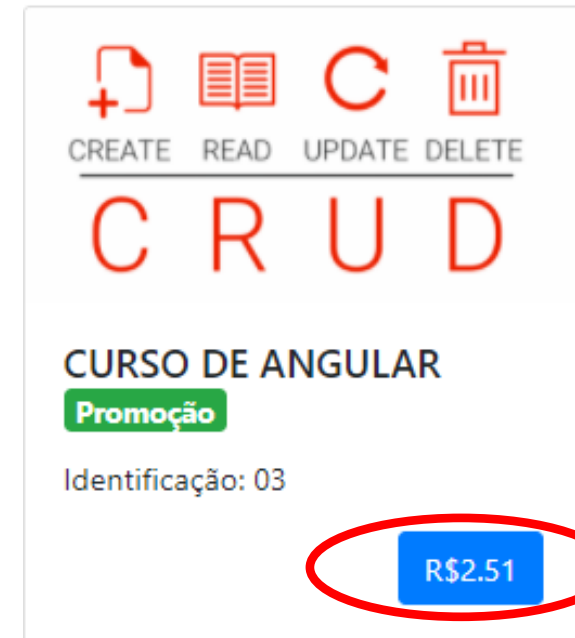 CREATE READ UPDATE DELETE
C R U D
CURSO DE ANGULAR
Promoção
Identificação: 03
R$2.51